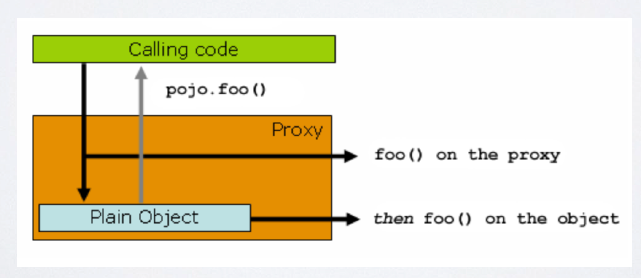 Calling code
pojo.foo()
Proxy
foo() on the proxy
Plain Object
then foo() on the object